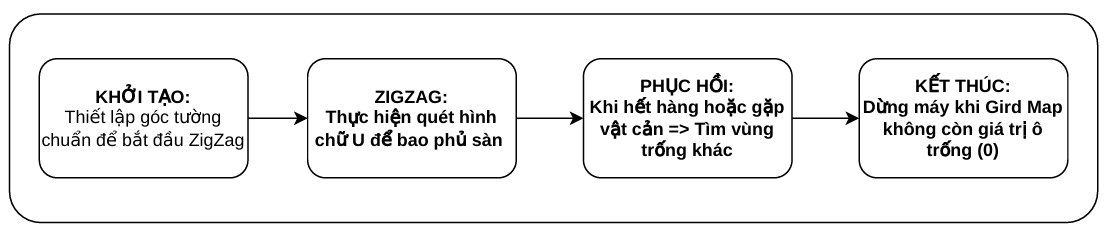 KHỞI TẠO:
Thiết lập góc tường
chuẩn để bắt đầu ZigZag
ZIGZAG:
Thực hiện quét hình
chữ U để bao phủ sàn
PHỤC HỒI:
Khi hết hàng hoặc gặp
vật cản => Tìm vùng
trống khác
KẾT THÚC:
Dừng máy khi Gird Map
không còn giá trị ô
trống (0)